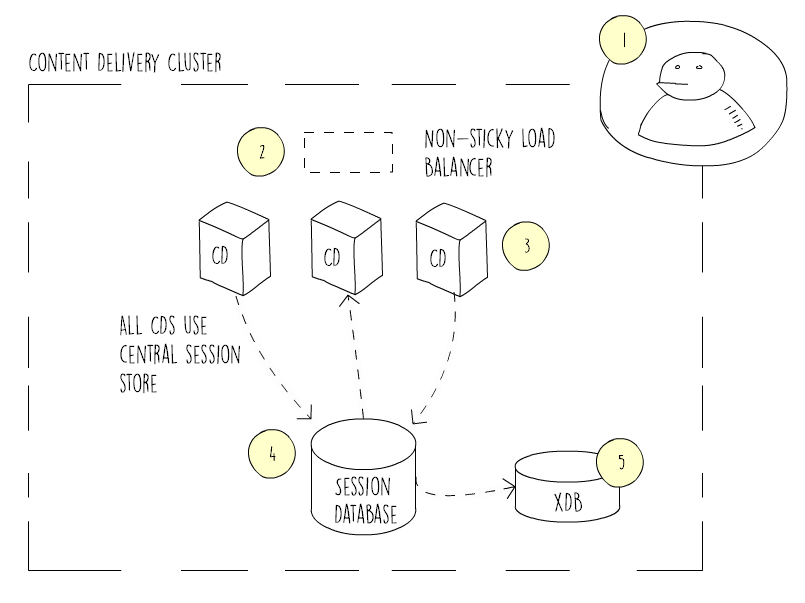 1
CONTENT DELIVERY CLUSTER
2
NON-STICKY LOAD
BALANCER
CD
CD
CD
3
ALL CDS USE
CENTRAL SESSION
STORE
4
SESSION
DATABASE
5
XDB